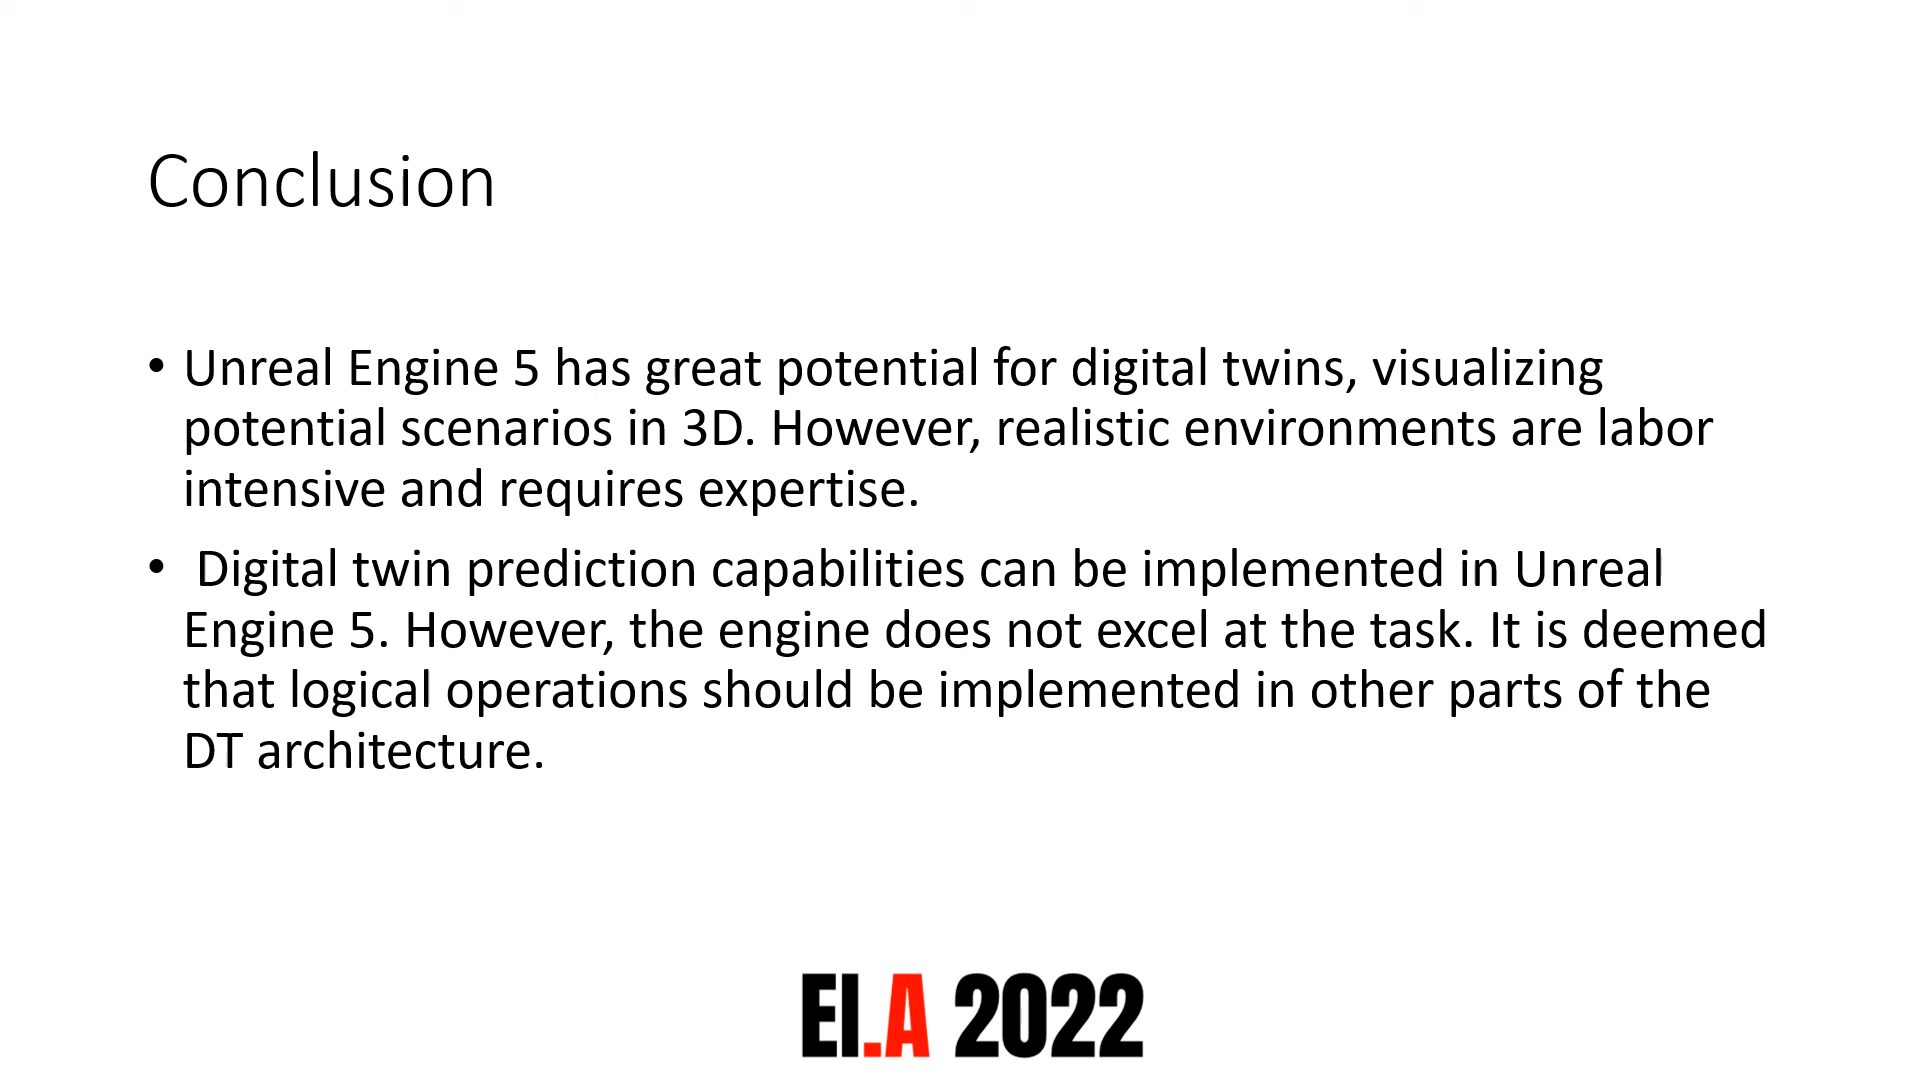 Conclusion
• Unreal Engine 5 has great potential for digital twins, visualizing
potential scenarios in 3D. However, realistic environments are labor
intensive and requires expertise.
• Digital twin prediction capabilities can be implemented in Unreal
Engine 5. However, the engine does not excel at the task. It is deemed
that logical operations should be implemented in other parts of the
DT architecture.
EI.A 2022